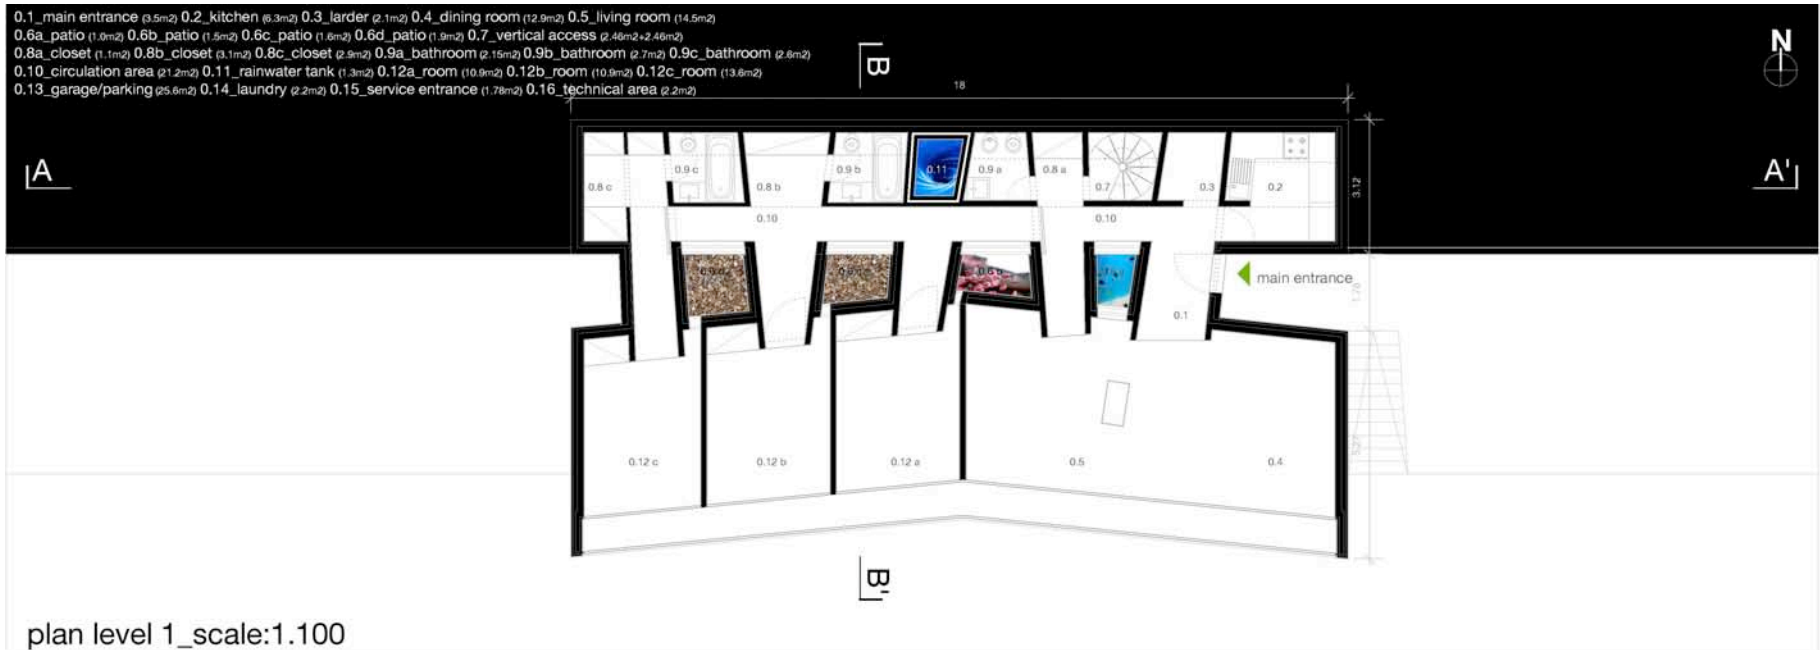 0.1_main entrance (3.5m2) 0.2_kitchen (6.3m2) 0.3_larder (2.1m2) 0.4_dining room (12.9m2) 0.5_living room (14.5m2)
0.6a_patio (1.0m2) 0.6b_patio (1.5m2) 0.6c_patio (1.6m2) 0.6d_patio (1.9m2) 0.7_vertical access (2.46m2+2.46m2)
0.8a_closet (1.1m2) 0.8b_closet (3.1m2) 0.8c_closet (2.9m2) 0.9a_bathroom (2.15m2) 0.9b_bathroom (2.7m2) 0.9c_bathroom (2.6m2)
0.10_circulation area (21.2m2) 0.11_rainwater tank (1.3m2) 0.12a_room (10.9m2) 0.12b_room (10.9m2) 0.12c_room (13.6m2)
0.13_garage/parking (25.6m2) 0.14_laundry (2.2m2) 0.15_service entrance (1.78m2) 0.16_technical area (2.2m2)
N
B
18
A
A'
0.8 c
0.9 c
0.8 b
0.9 b
0.11
0.9 a
0.8 a
0.7
0.3
0.2
3.12
0.10
0.10
0.6 b
main entrance
1.78
0.1
0.12 c
0.12 b
0.12 a
0.5
0.4
5.27
B'
plan level 1_scale:1.100